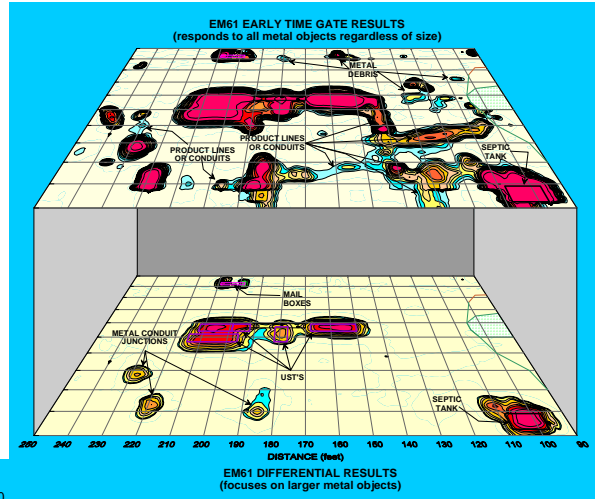 EM61 EARLY TIME GATE RESULTS
(responds to all metal objects regardless of size)
METAL
DEBRIS
PRODUCT LINES
OR CONDUITS
PRODUCT LINES
OR CONDUITS
SEPTIC
TANK
MAIL
BOXES
METAL CONDUIT
JUNCTIONS
UST'S
SEPTIC
TANK
260 240 230 220 210 200 190 180 170 160 150 140 130 120 110 100 90
DISTANCE (feet)
EM61 DIFFERENTIAL RESULTS
(focuses on larger metal objects)
0